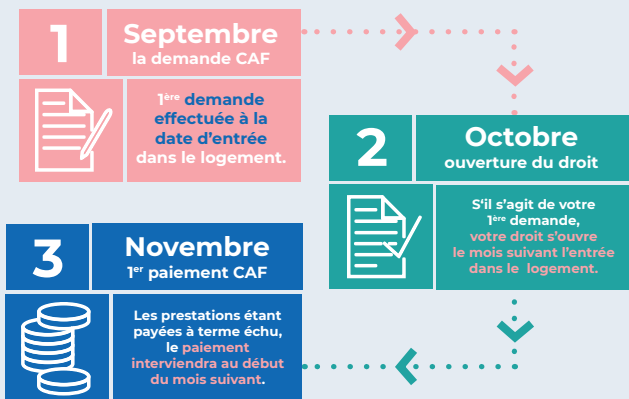 1
Septembre
la demande CAF
1ère demande
effectuée à la
date d'entrée
dans le logement.
2
Octobre
ouverture du droit
S'il s'agit de votre
1ère demande,
votre droit s'ouvre
le mois suivant l'entrée
dans le logement.
3
Novembre
1er paiement CAF
Les prestations étant
payées à terme échu,
le paiement
interviendra au début
du mois suivant.